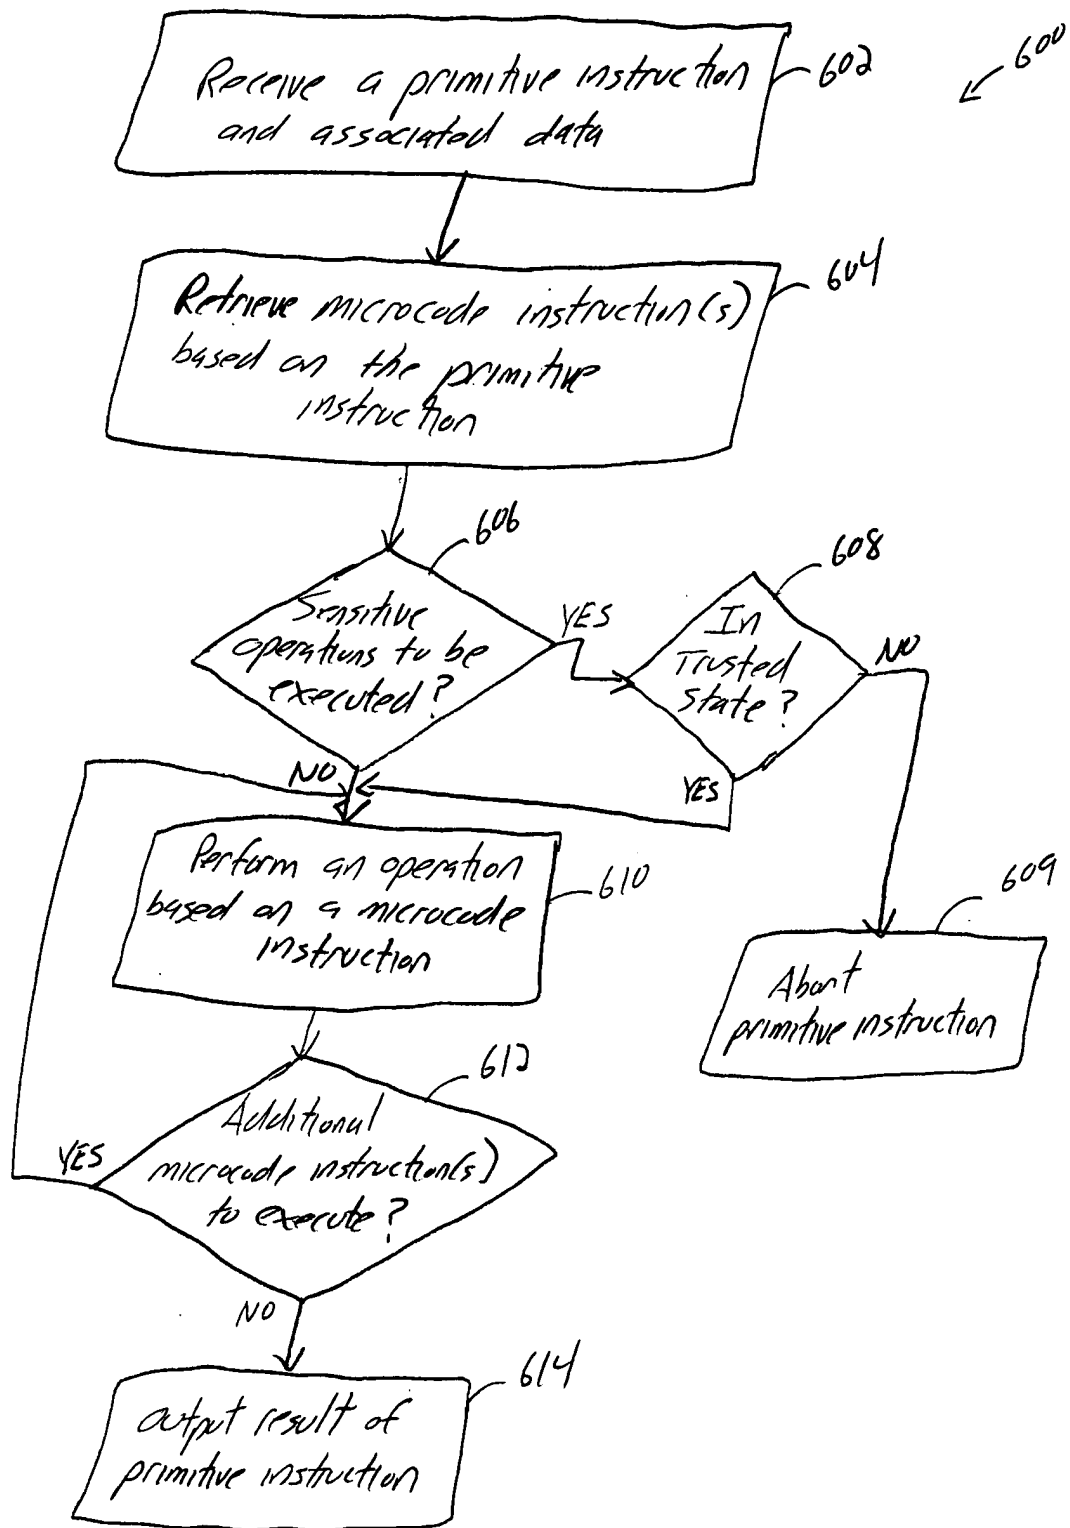 600
Receive a primitive instruction
and associated data
602
Retrieve microcode instruction(s)
based on the primitive
instruction
604
606
Sensitive
operations to be
executed?
YES
NO
608
In
Trusted
state?
NO
YES
Perform an operation
based on a microcode
instruction
610
609
Abort
primitive instruction
612
Additional
microcode instruction(s)
to execute?
YES
NO
614
output result of
primitive instruction